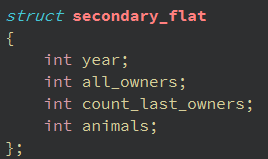 struct secondary_flat
{
    int year;
    int all_owners;
    int count_last_owners;
    int animals;
};